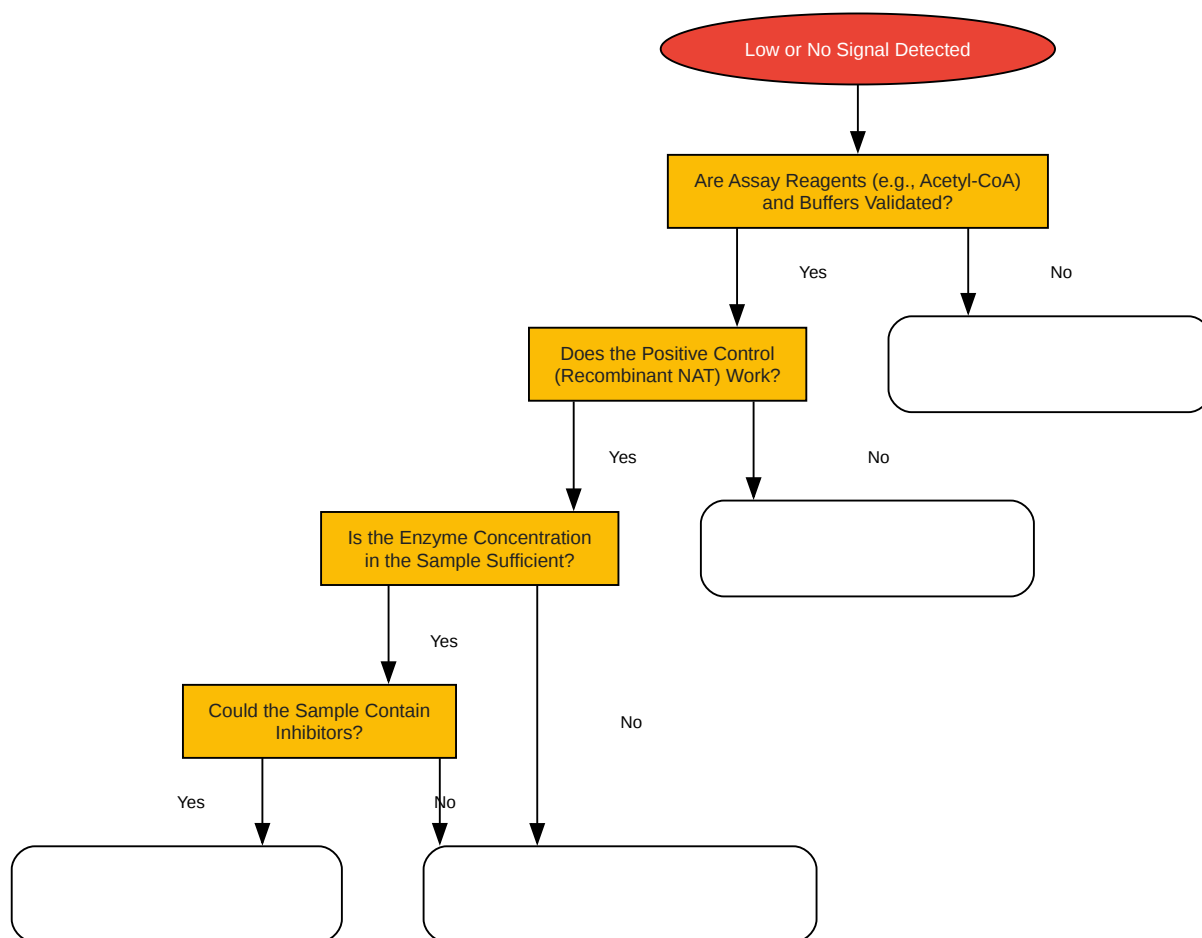 Low or No Signal Detected
Are Assay Reagents (e.g., Acetyl-CoA)
and Buffers Validated?
Yes
No
Does the Positive Control
(Recombinant NAT) Work?
Yes
No
Is the Enzyme Concentration
in the Sample Sufficient?
Yes
No
Could the Sample Contain
Inhibitors?
Yes
No